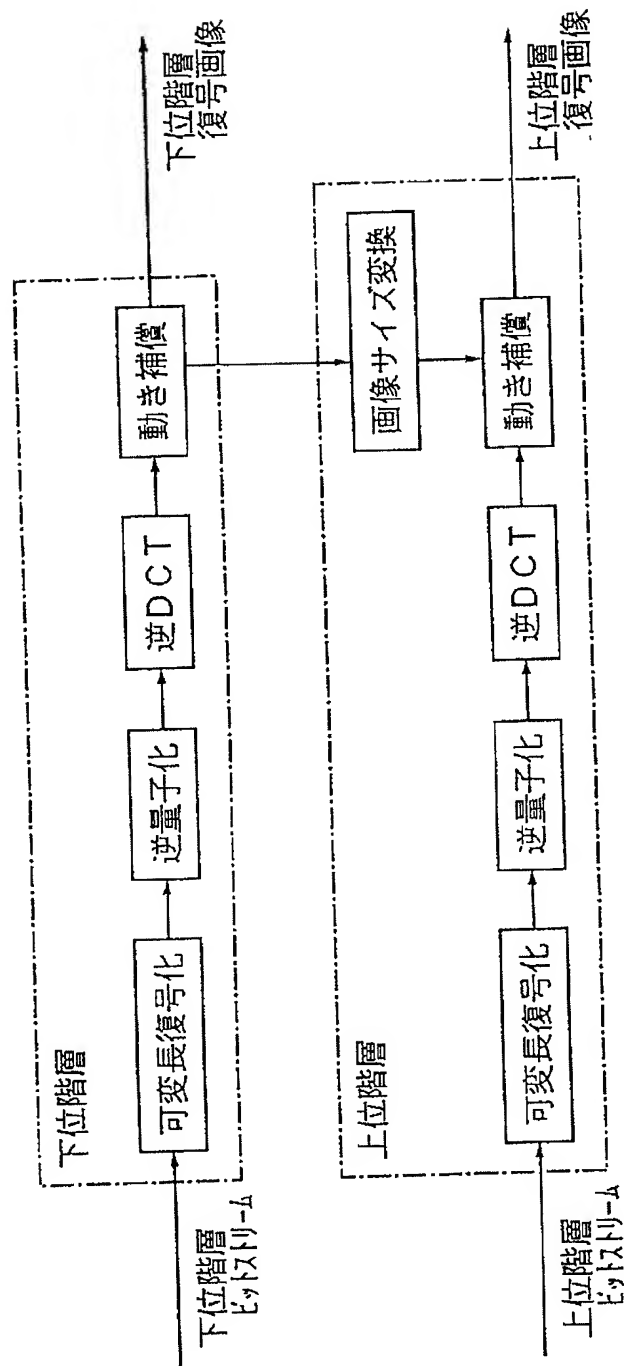 下位階層
ビットストリーム
下位階層
可変長復号化
逆量子化
逆DCT
動き補償
下位階層
復号画像
上位階層
ビットストリーム
上位階層
可変長復号化
逆量子化
逆DCT
画像サイズ変換
動き補償
上位階層
復号画像